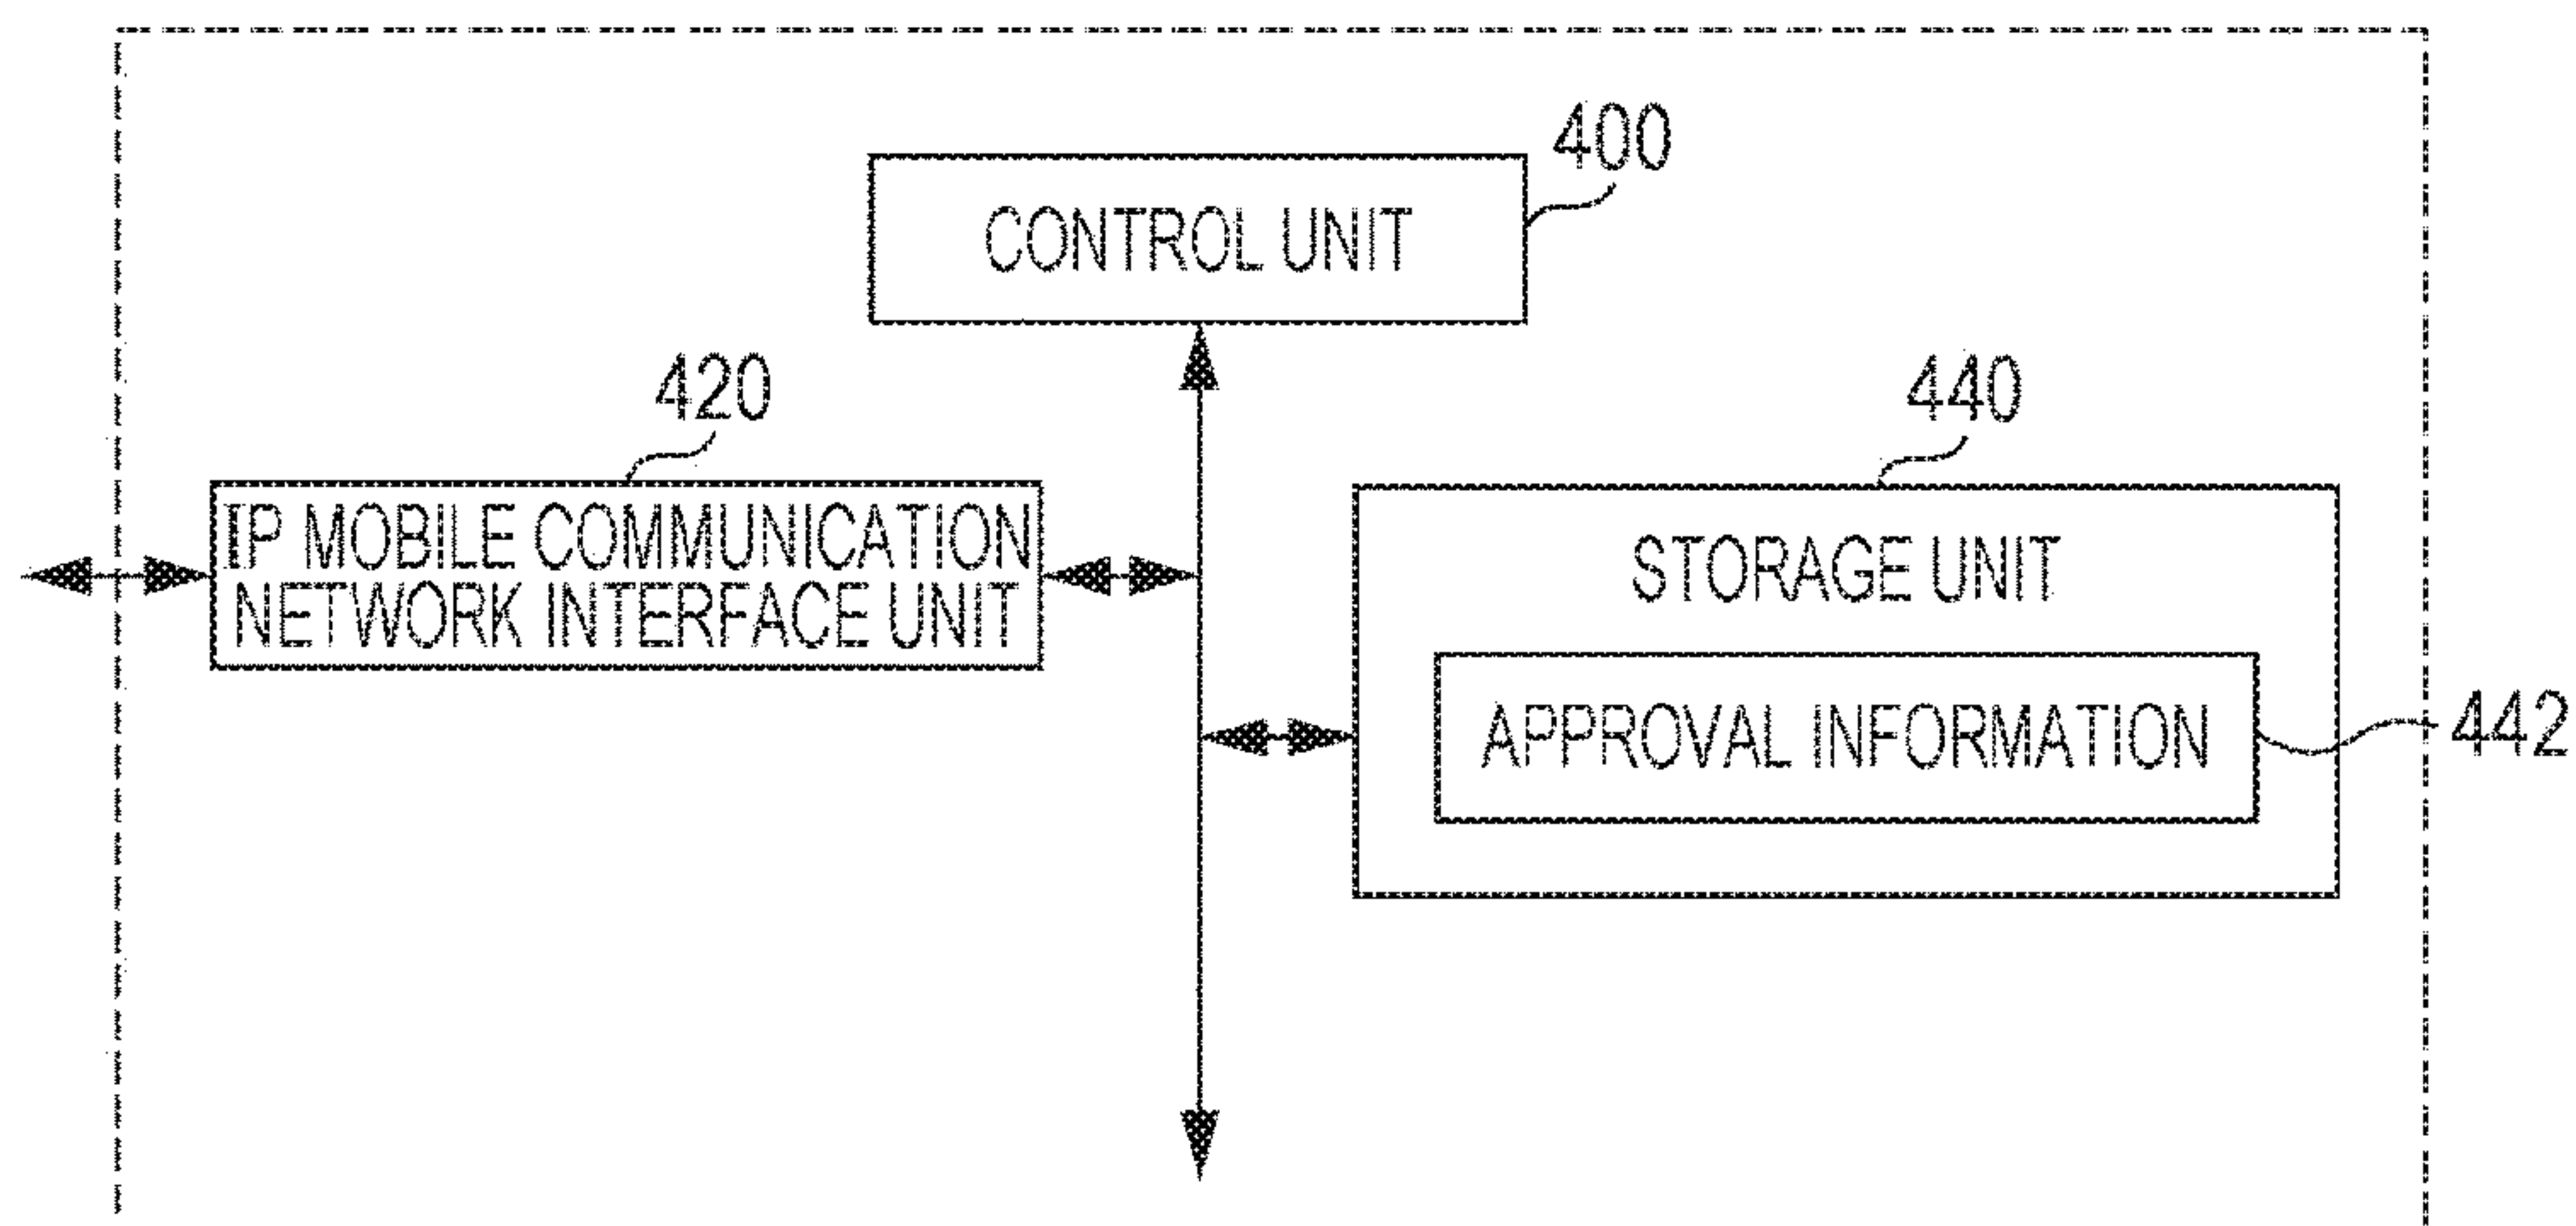 400
CONTROL UNIT
420
440
IP MOBILE COMMUNICATION
NETWORK INTERFACE UNIT
STORAGE UNIT
APPROVAL INFORMATION
442